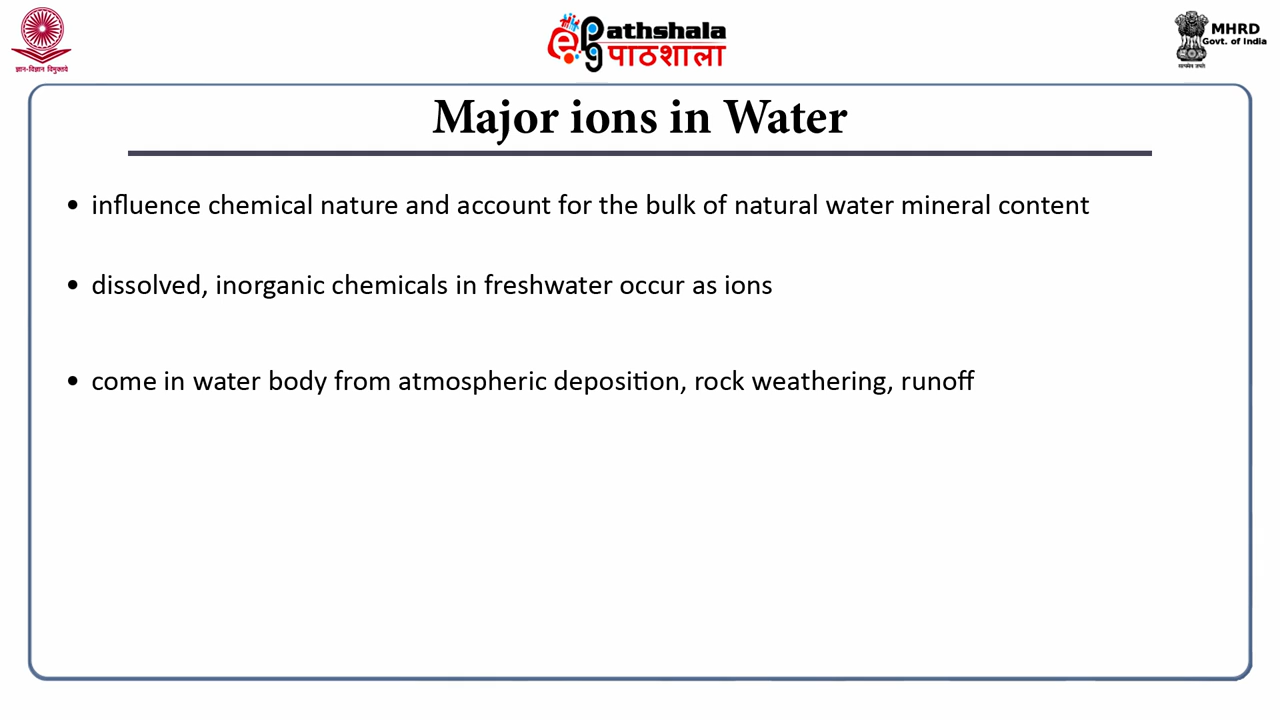 ज्ञान-विज्ञान विमुक्तये
ePG Pathshala
पाठशाला
MHRD
Govt. of India
सत्यमेव जयते
Major ions in Water
• influence chemical nature and account for the bulk of natural water mineral content
• dissolved, inorganic chemicals in freshwater occur as ions
• come in water body from atmospheric deposition, rock weathering, runoff